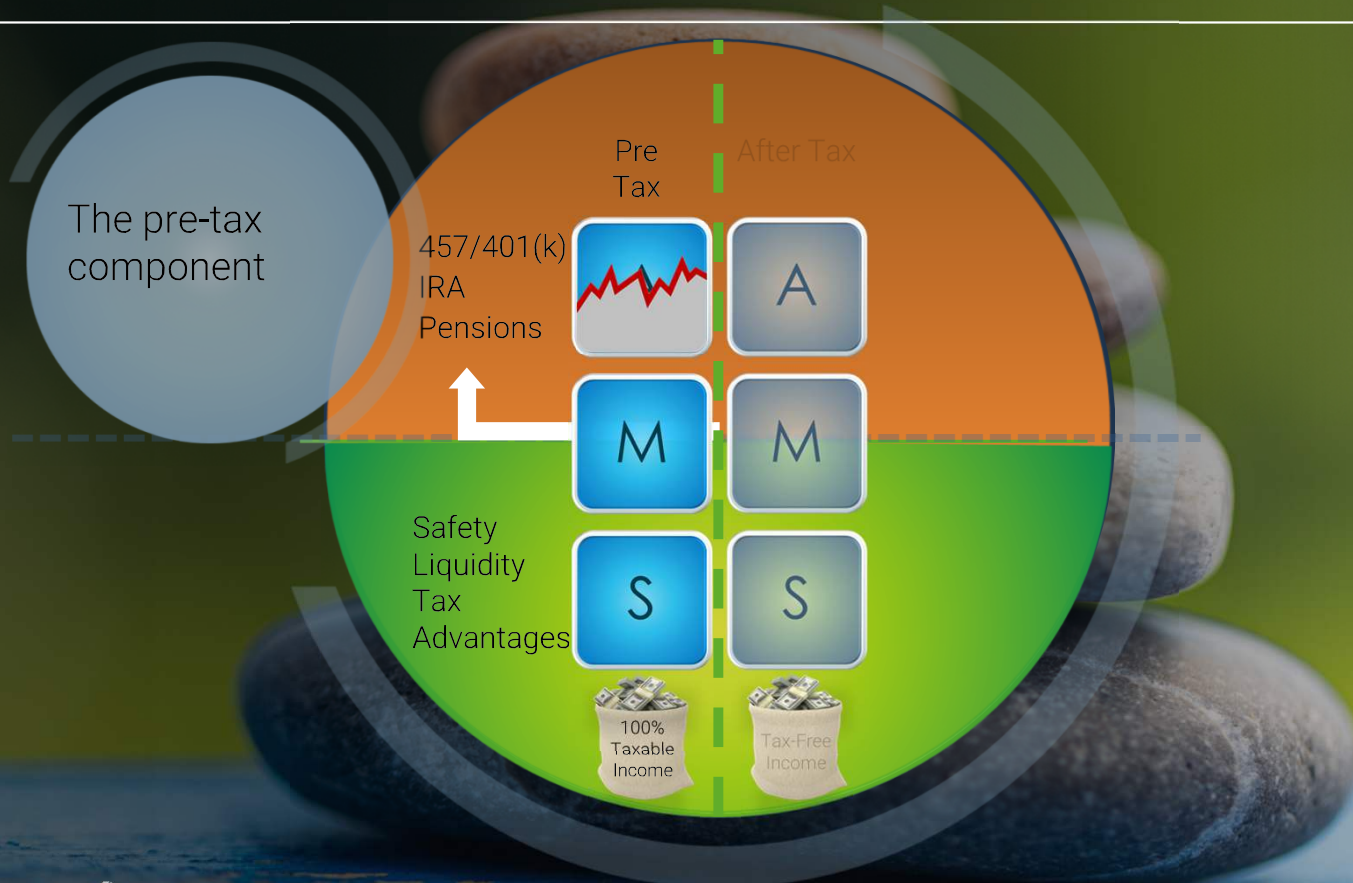 The pre-tax
component
Pre
Tax
After Tax
457/401(k)
IRA
Pensions
A
A
M
M
Safety
Liquidity
Tax
Advantages
S
S
100%
Taxable
Income
Tax-Free
Income